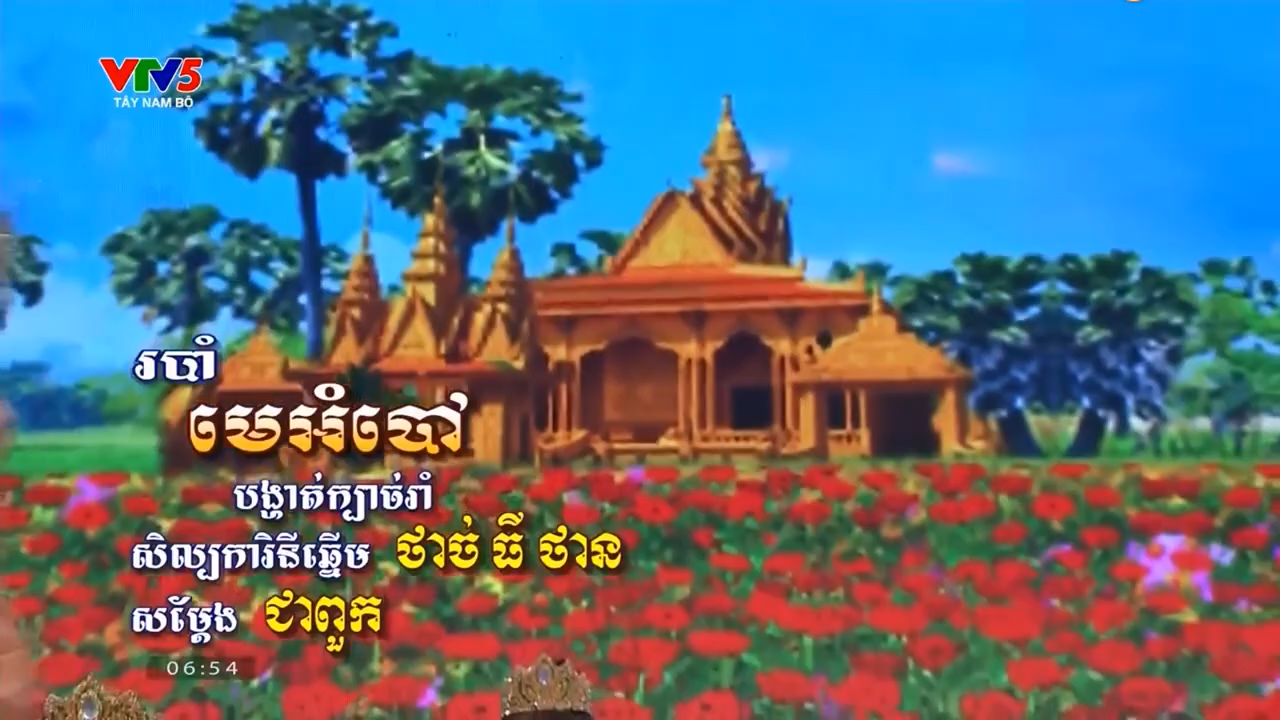 VTV5
TÂY NAM BỘ
របាំ
មេអំបៅ
បង្ហាត់ក្បាច់រាំ
សិល្បការិនីឆ្នើម ថាច់ ធី ថាន
សម្ដែង ជាពួក
06:54